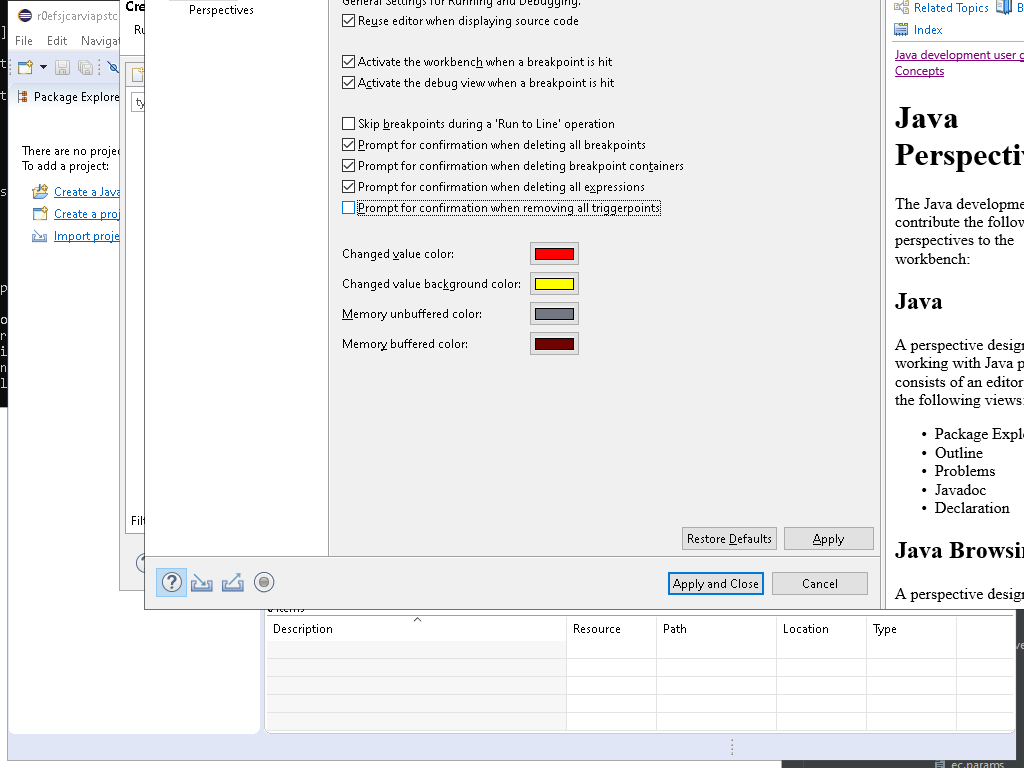 r0efsjcarviapstc
File Edit Naviga
Package Explore
There are no projec
To add a project:
Create a Java
Create a proj
Import proje
Cre
Ru
ty
Filt
Perspectives
General Settings for Running and Debugging.
Reuse editor when displaying source code
Activate the workbench when a breakpoint is hit
Activate the debug view when a breakpoint is hit
Skip breakpoints during a 'Run to Line' operation
Prompt for confirmation when deleting all breakpoints
Prompt for confirmation when deleting breakpoint containers
Prompt for confirmation when deleting all expressions
Prompt for confirmation when removing all triggerpoints
Changed value color:
Changed value background color:
Memory unbuffered color:
Memory buffered color:
Restore Defaults Apply
Apply and Close Cancel
Related Topics B
Index
Java development user g
Concepts
Java
Perspectiv
The Java developme
contribute the follow
perspectives to the
workbench:
Java
A perspective design
working with Java p
consists of an editor
the following views:
• Package Explo
• Outline
• Problems
• Javadoc
• Declaration
Java Browsin
A perspective design
0 items
Description Resource Path Location Type
ec.params